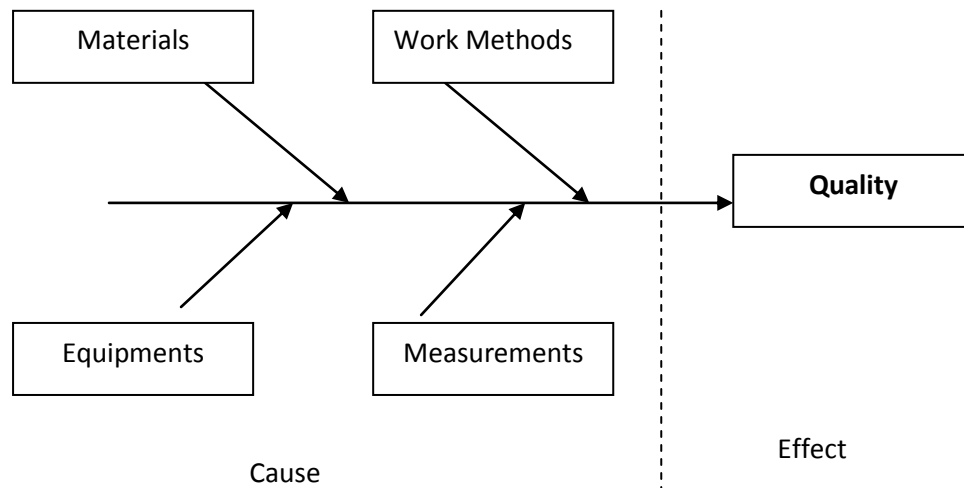 Materials
Work Methods
Quality
Equipments
Measurements
Cause
Effect